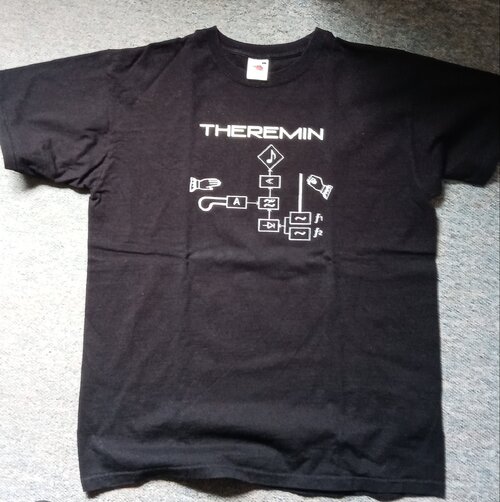 THEREMIN
<
A
≈
f1
~
f2
~